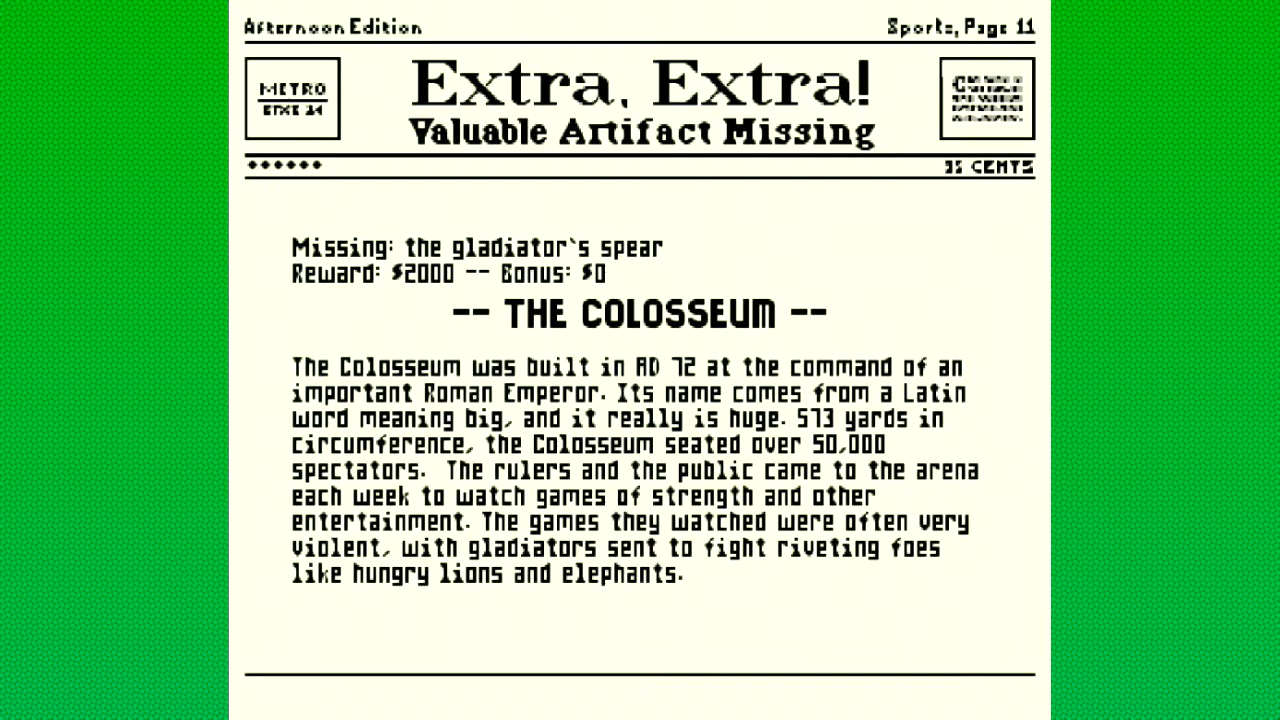 Afternoon Edition
Sports, Page 11
METRO
Extra, Extra!
Valuable Artifact Missing
35 CENTS
Missing: the gladiator`s spear
Reward: $2000 -- Bonus: $0
-- THE COLOSSEUM --
The Colosseum was built in AD 72 at the command of an
important Roman Emperor. Its name comes from a Latin
word meaning big, and it really is huge. 573 yards in
circumference, the Colosseum seated over 50,000
spectators.  The rulers and the public came to the arena
each week to watch games of strength and other
entertainment. The games they watched were often very
violent, with gladiators sent to fight riveting foes
like hungry lions and elephants.